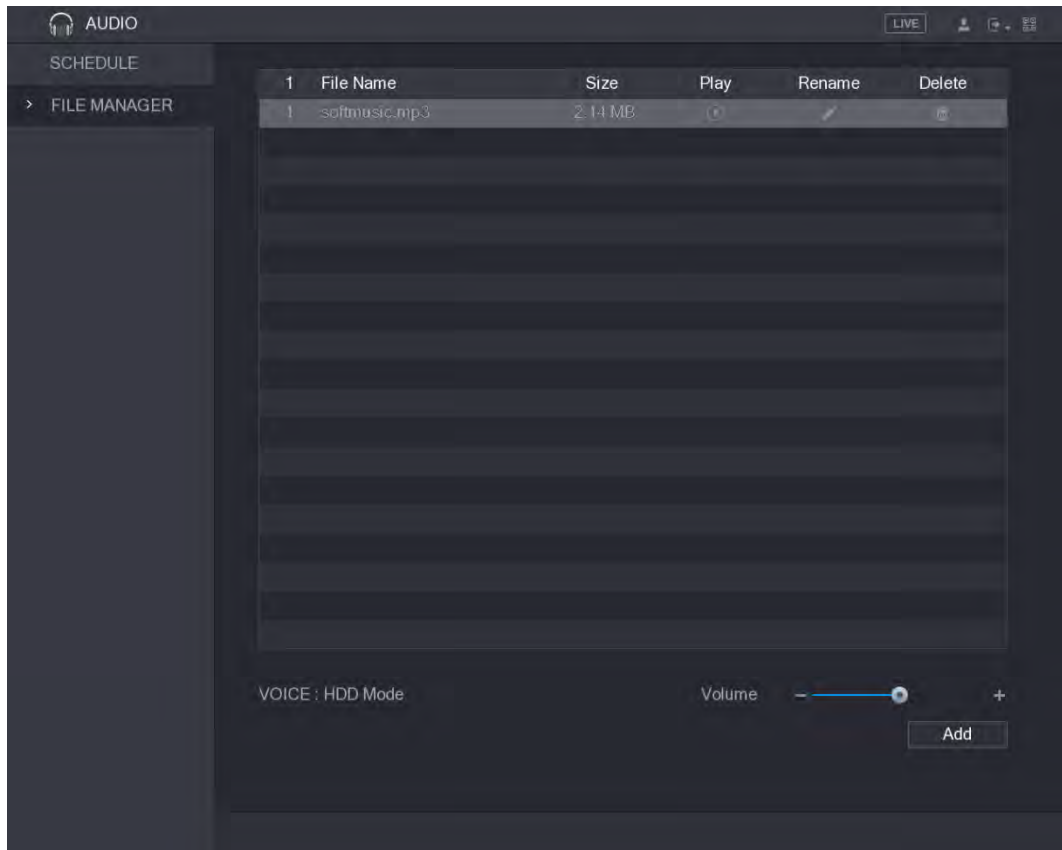 AUDIO LIVE
SCHEDULE
FILE MANAGER
1 File Name Size Play Rename Delete
1 softmusic.mp3 2.14 MB
VOICE : HDD Mode Volume − +
Add